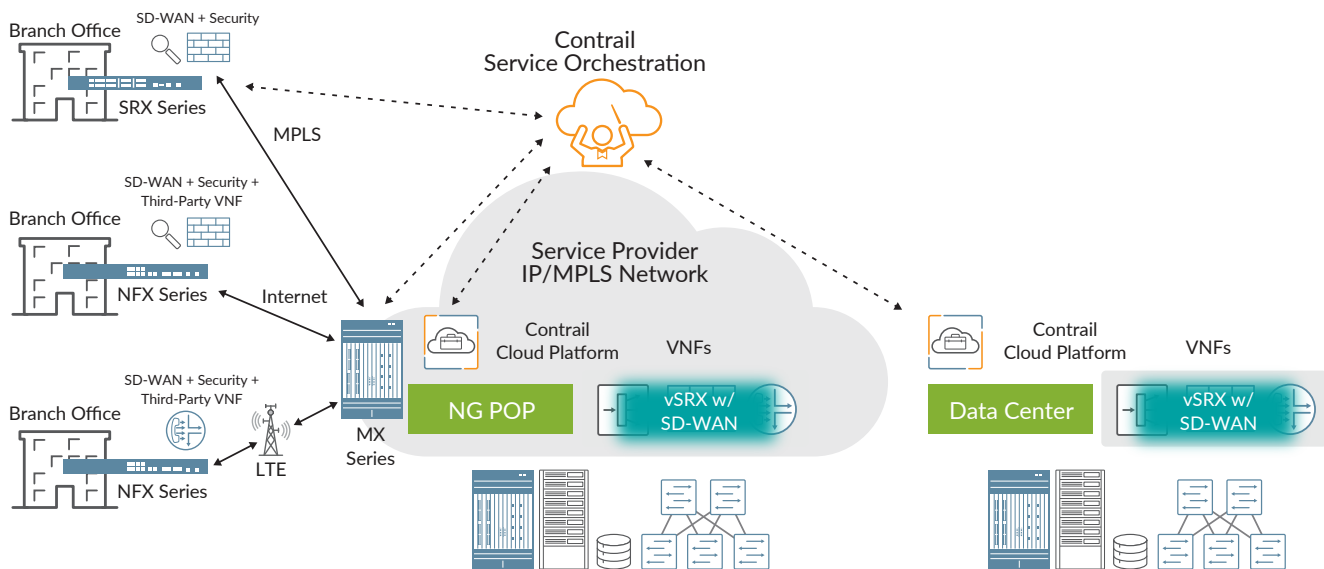 SD-WAN + Security
Branch Office
SRX Series
MPLS
Contrail
Service Orchestration
SD-WAN + Security +
Third-Party VNF
Branch Office
NFX Series
Internet
Service Provider
IP/MPLS Network
Contrail
Cloud Platform
VNFs
NG POP
vSRX w/
SD-WAN
MX
Series
SD-WAN + Security +
Third-Party VNF
Branch Office
NFX Series
LTE
Contrail
Cloud Platform
VNFs
Data Center
vSRX w/
SD-WAN